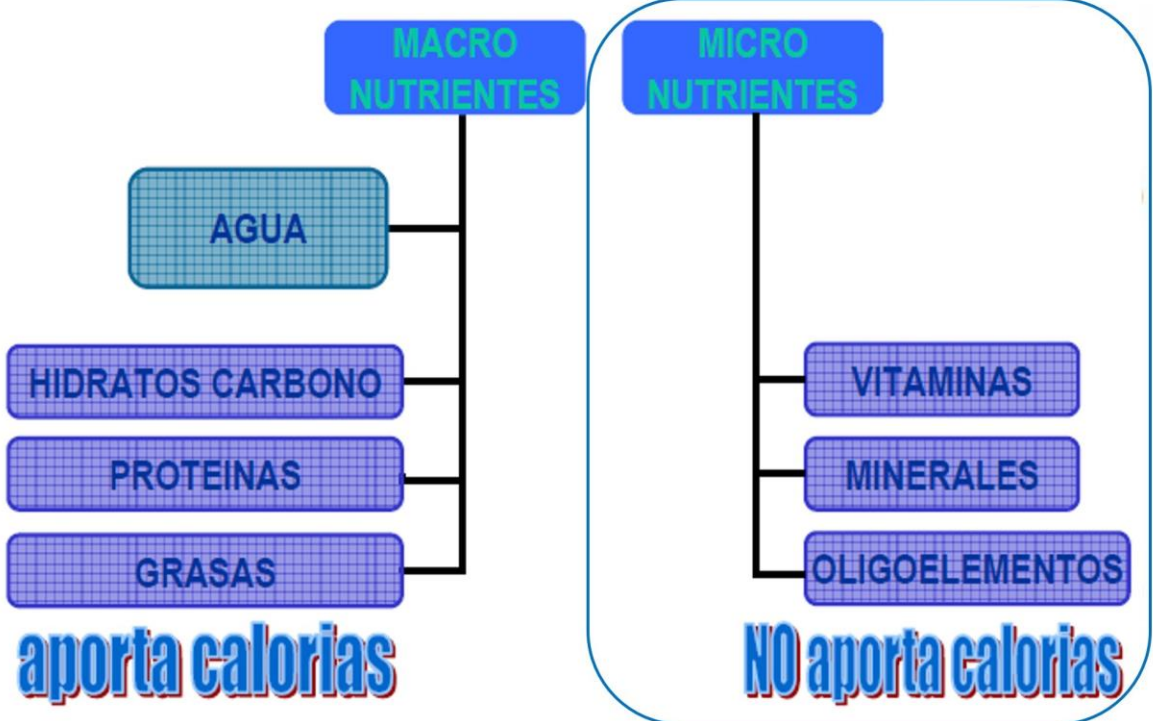 MACRO
NUTRIENTES
AGUA
HIDRATOS CARBONO
PROTEINAS
GRASAS
aporta calorias
MICRO
NUTRIENTES
VITAMINAS
MINERALES
OLIGOELEMENTOS
NO aporta calorias